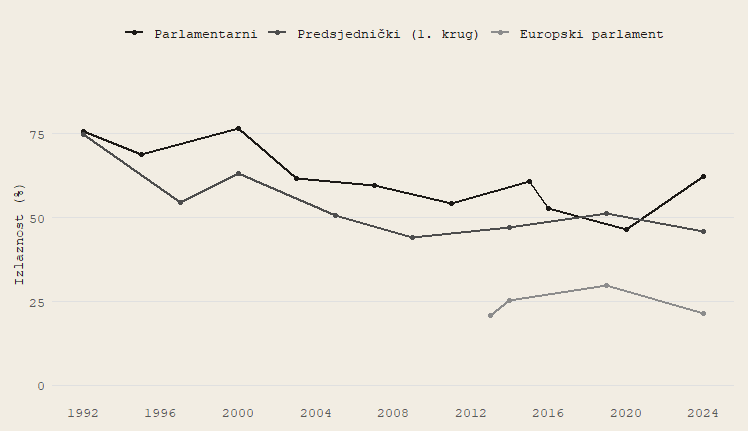 Parlamentarni Predsjednički (1. krug) Europski parlament
75
50
25
0
Izlaznost (%)
1992 1996 2000 2004 2008 2012 2016 2020 2024